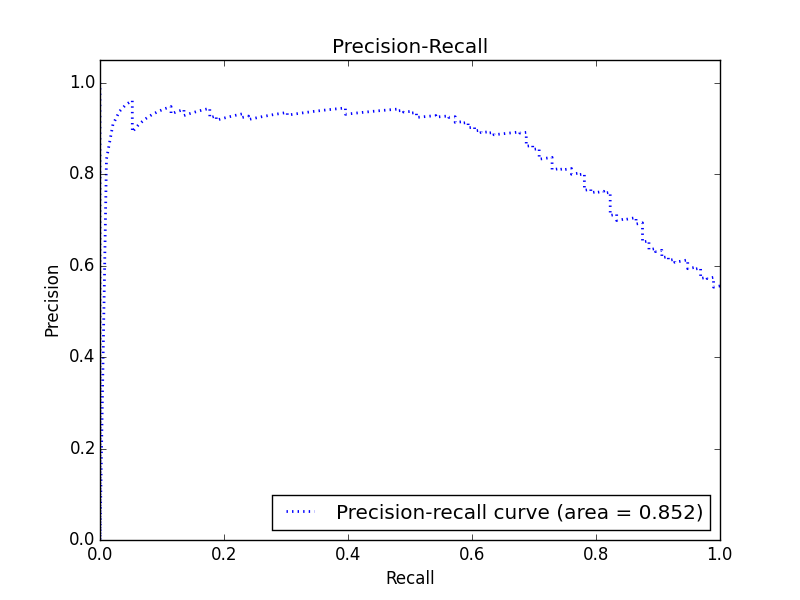 Precision-Recall
1.0
0.8
0.6
0.4
0.2
0.0
Precision
Precision-recall curve (area = 0.852)
0.0 0.2 0.4 0.6 0.8 1.0
Recall